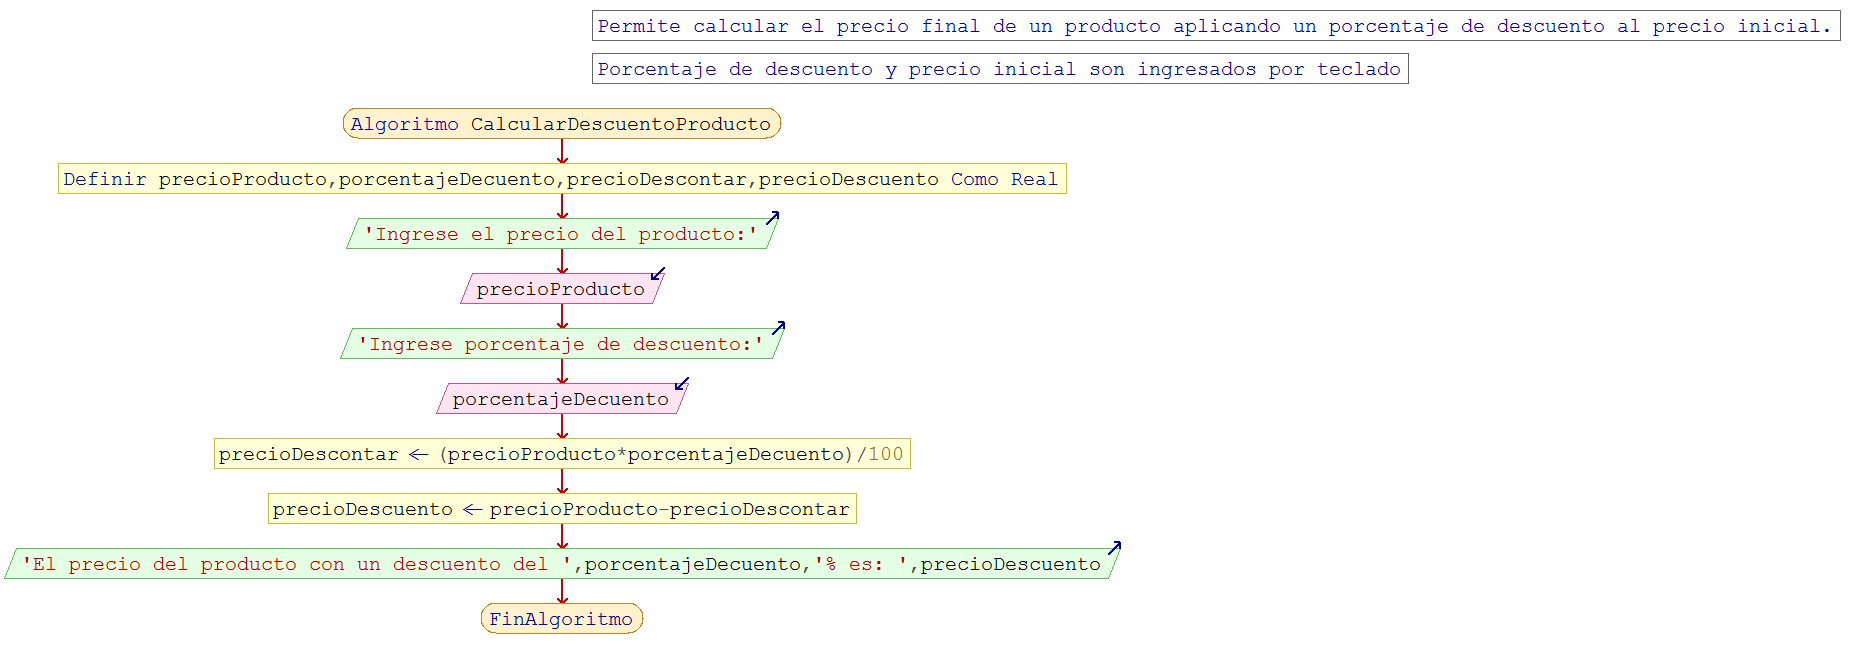 Permite calcular el precio final de un producto aplicando un porcentaje de descuento al precio inicial.
Porcentaje de descuento y precio inicial son ingresados por teclado
Algoritmo CalcularDescuentoProducto
Definir precioProducto,porcentajeDecuento,precioDescontar,precioDescuento Como Real
'Ingrese el precio del producto:'
precioProducto
'Ingrese porcentaje de descuento:'
porcentajeDecuento
precioDescontar ← (precioProducto*porcentajeDecuento)/100
precioDescuento ← precioProducto-precioDescontar
'El precio del producto con un descuento del ',porcentajeDecuento,'% es: ',precioDescuento
FinAlgoritmo